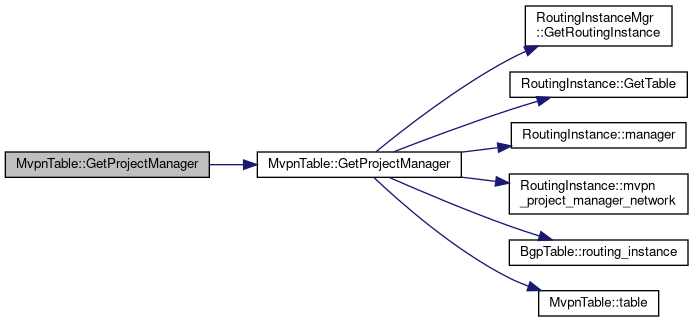 RoutingInstanceMgr
::GetRoutingInstance
RoutingInstance::GetTable
RoutingInstance::manager
MvpnTable::GetProjectManager
MvpnTable::GetProjectManager
RoutingInstance::mvpn
_project_manager_network
BgpTable::routing_instance
MvpnTable::table